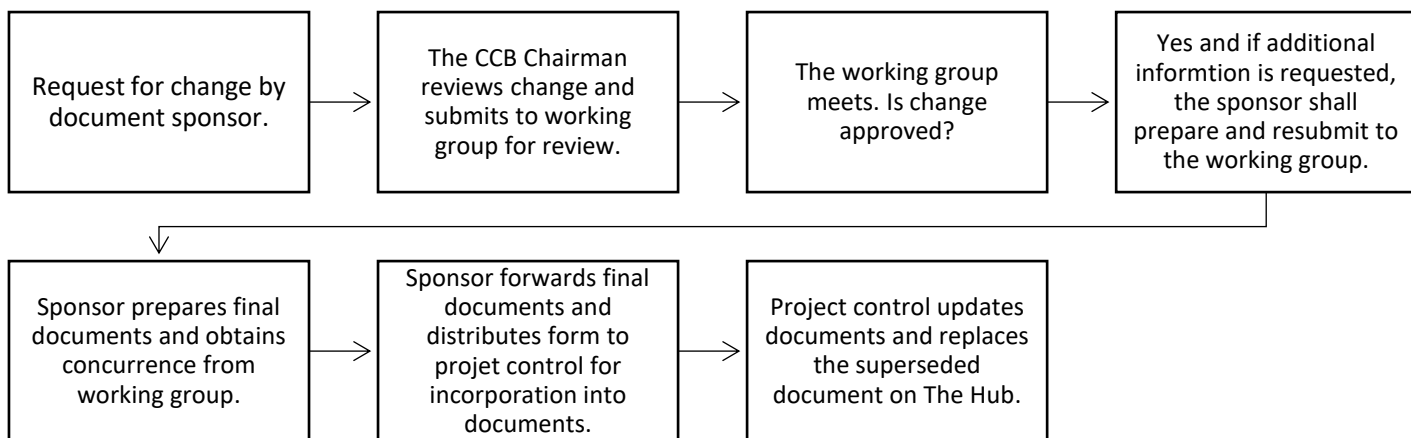 Request for change by
document sponsor.
The CCB Chairman
reviews change and
submits to working
group for review.
The working group
meets. Is change
approved?
Yes and if additional
informtion is requested,
the sponsor shall
prepare and resubmit to
the working group.
Sponsor prepares final
documents and obtains
concurrence from
working group.
Sponsor forwards final
documents and
distributes form to
projet control for
incorporation into
documents.
Project control updates
documents and replaces
the superseded
document on The Hub.